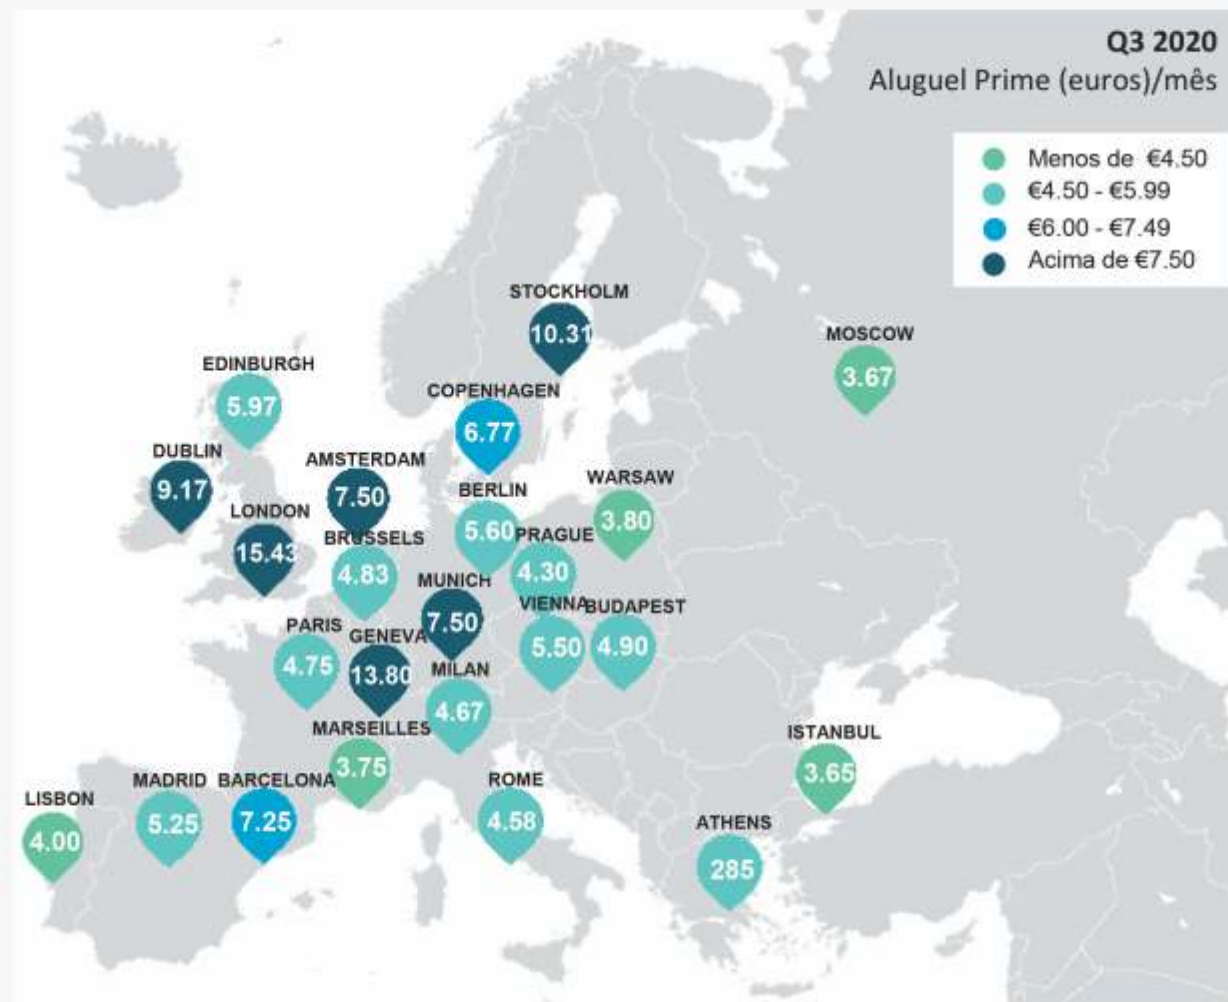 Q3 2020
Aluguel Prime (euros)/mês
Menos de €4.50
€4.50 - €5.99
€6.00 - €7.49
Acima de €7.50
STOCKHOLM
10.31
MOSCOW
3.67
EDINBURGH
5.97
COPENHAGEN
6.77
DUBLIN
9.17
AMSTERDAM
7.50
WARSAW
3.80
BERLIN
5.60
LONDON
15.43
BRUSSELS
4.83
PRAGUE
4.30
MUNICH
7.50
VIENNA
5.50
BUDAPEST
4.90
PARIS
4.75
GENEVA
13.80
MILAN
4.67
MARSEILLES
3.75
ISTANBUL
3.65
LISBON
4.00
MADRID
5.25
BARCELONA
7.25
ROME
4.58
ATHENS
285